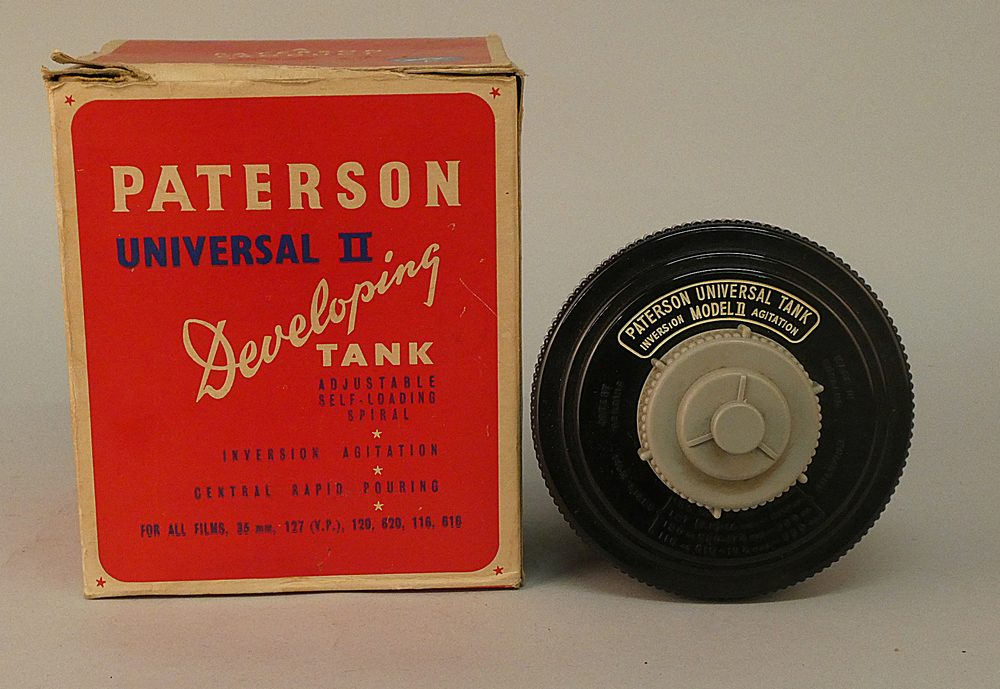 PATERSON
PATERSON
UNIVERSAL II
Developing
TANK
ADJUSTABLE
SELF-LOADING
SPIRAL
INVERSION AGITATION
CENTRAL RAPID POURING
FOR ALL FILMS, 35 mm, 127 (V.P.), 120, 620, 116, 616
PATERSON UNIVERSAL TANK
INVERSION MODEL II AGITATION